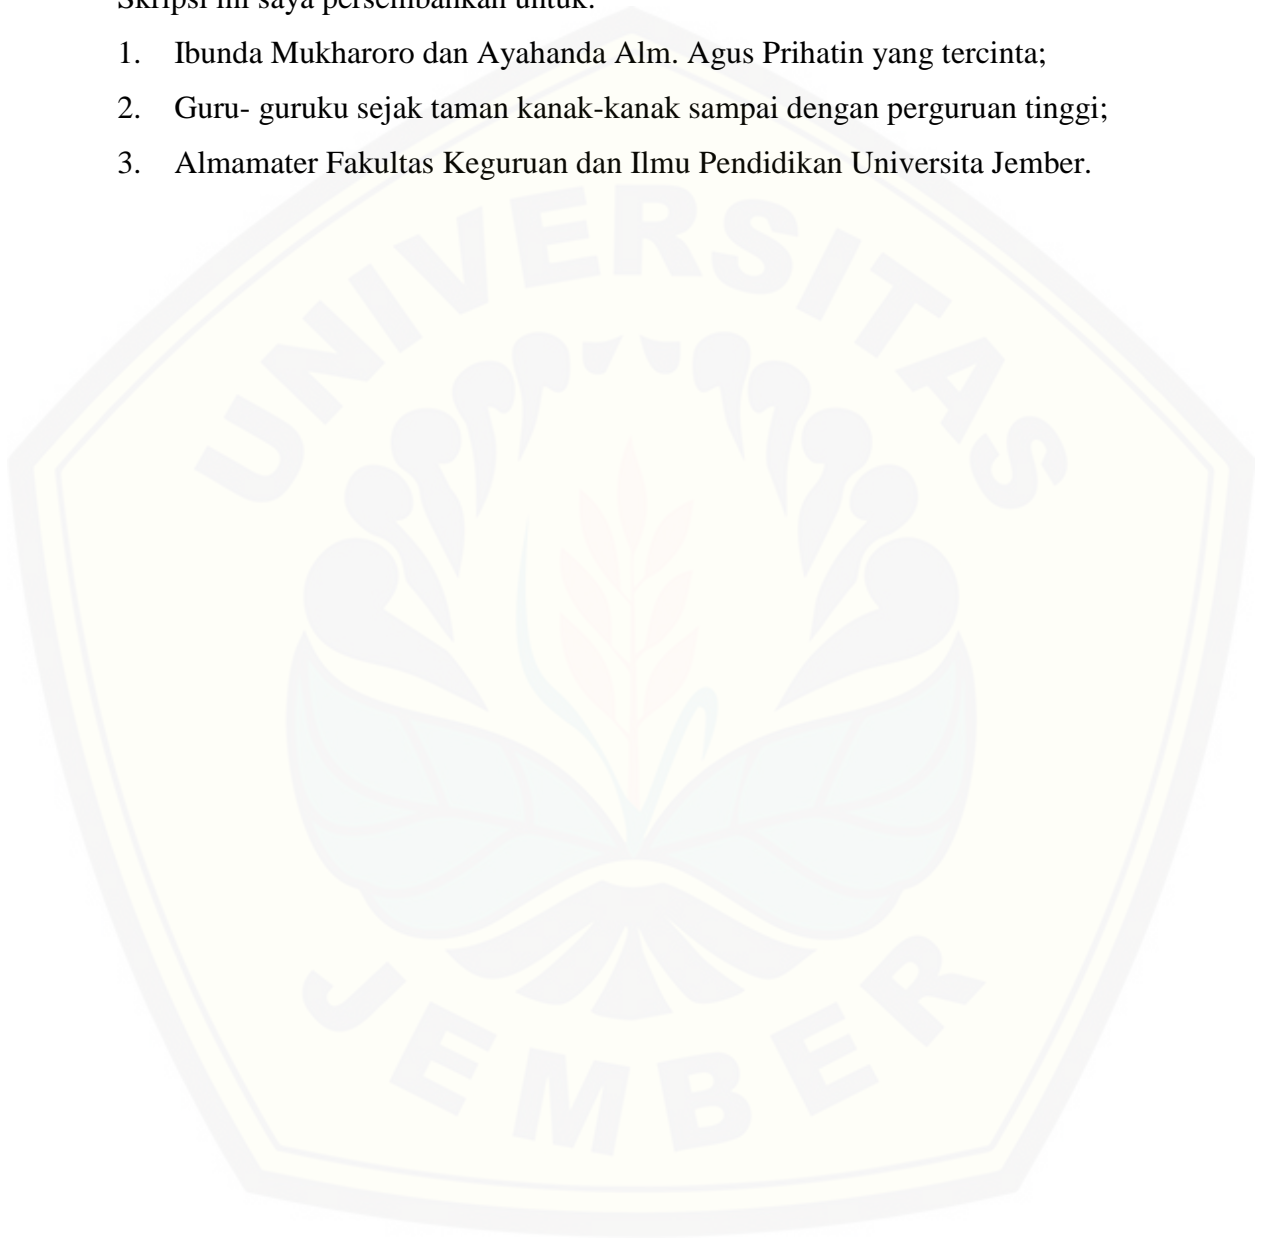 Skripsi ini saya persembahkan untuk:
1. Ibunda Mukharoro dan Ayahanda Alm. Agus Prihatin yang tercinta;
2. Guru- guruku sejak taman kanak-kanak sampai dengan perguruan tinggi;
3. Almamater Fakultas Keguruan dan Ilmu Pendidikan Universita Jember.
UNIVERSITAS
JEMBER